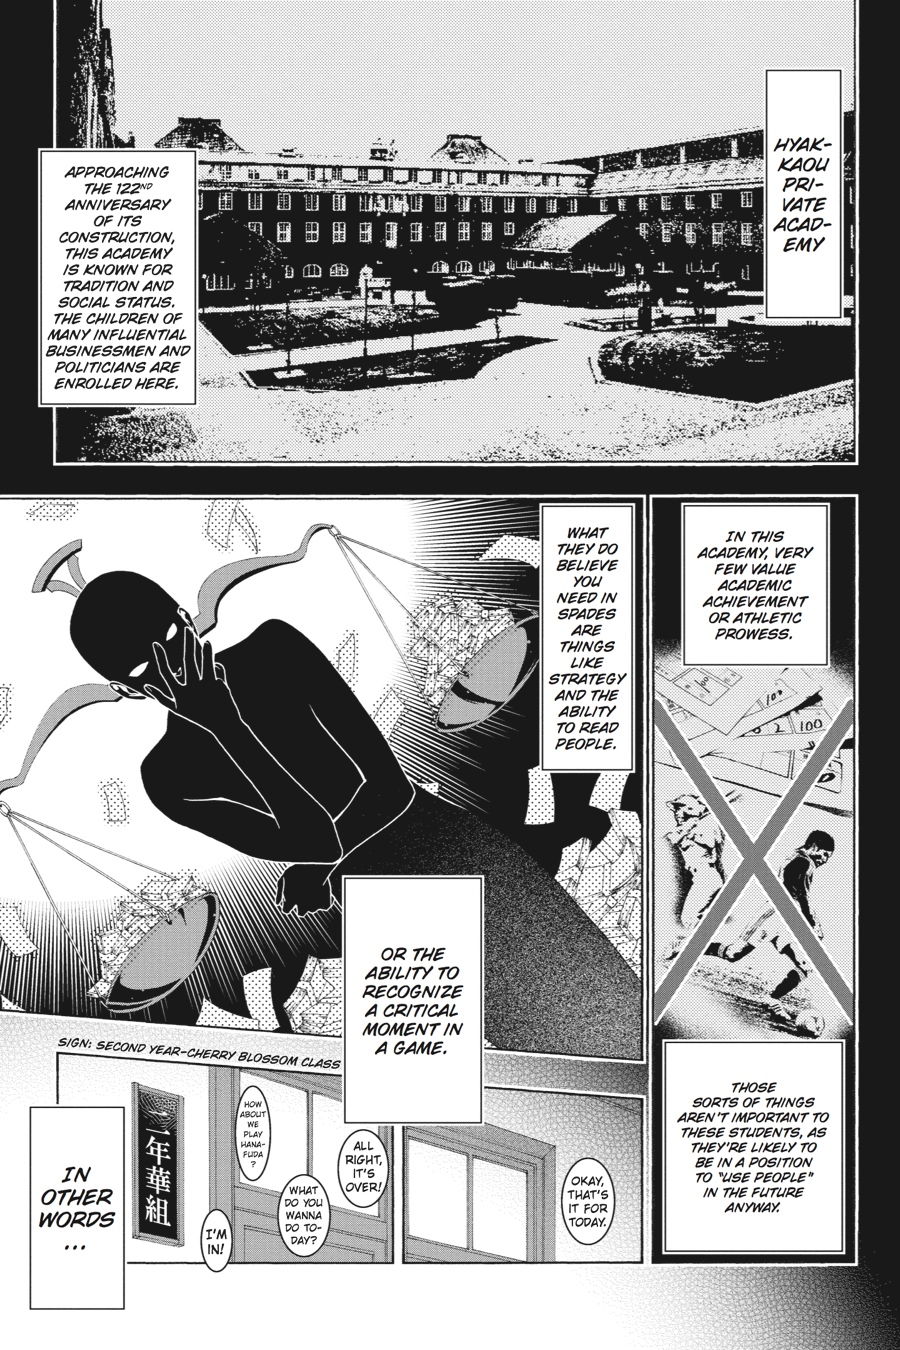 HYAK-
KAOU
PRI-
VATE
ACAD-
EMY
APPROACHING
THE 122ND
ANNIVERSARY
OF ITS
CONSTRUCTION,
THIS ACADEMY
IS KNOWN FOR
TRADITION AND
SOCIAL STATUS.
THE CHILDREN OF
MANY INFLUENTIAL
BUSINESSMEN AND
POLITICIANS ARE
ENROLLED HERE.
IN THIS
ACADEMY, VERY
FEW VALUE
ACADEMIC
ACHIEVEMENT
OR ATHLETIC
PROWESS.
100
100
2
100
THOSE
SORTS OF THINGS
AREN'T IMPORTANT TO
THESE STUDENTS, AS
THEY'RE LIKELY TO
BE IN A POSITION
TO "USE PEOPLE"
IN THE FUTURE
ANYWAY.
WHAT
THEY DO
BELIEVE
YOU
NEED IN
SPADES
ARE
THINGS
LIKE
STRATEGY
AND THE
ABILITY
TO READ
PEOPLE.
OR THE
ABILITY TO
RECOGNIZE
A CRITICAL
MOMENT IN
A GAME.
SIGN: SECOND YEAR-CHERRY BLOSSOM CLASS
OKAY,
THAT'S
IT FOR
TODAY.
ALL
RIGHT,
IT'S
OVER!
WHAT
DO YOU
WANNA
DO TO-
DAY?
HOW
ABOUT
WE
PLAY
HANA-
FUDA
?
I'M
IN!
二年華組
IN
OTHER
WORDS
...